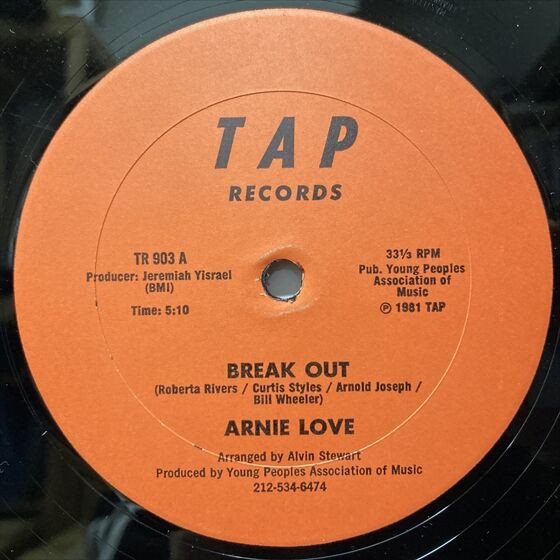 TAP
RECORDS
TR 903 A
Producer: Jeremiah Yisrael
(BMI)
Time: 5:10
33⅓ RPM
Pub. Young Peoples
Association of
Music
℗ 1981 TAP
BREAK OUT
(Roberta Rivers / Curtis Styles / Arnold Joseph /
Bill Wheeler)
ARNIE LOVE
Arranged by Alvin Stewart
Produced by Young Peoples Association of Music
212-534-6474